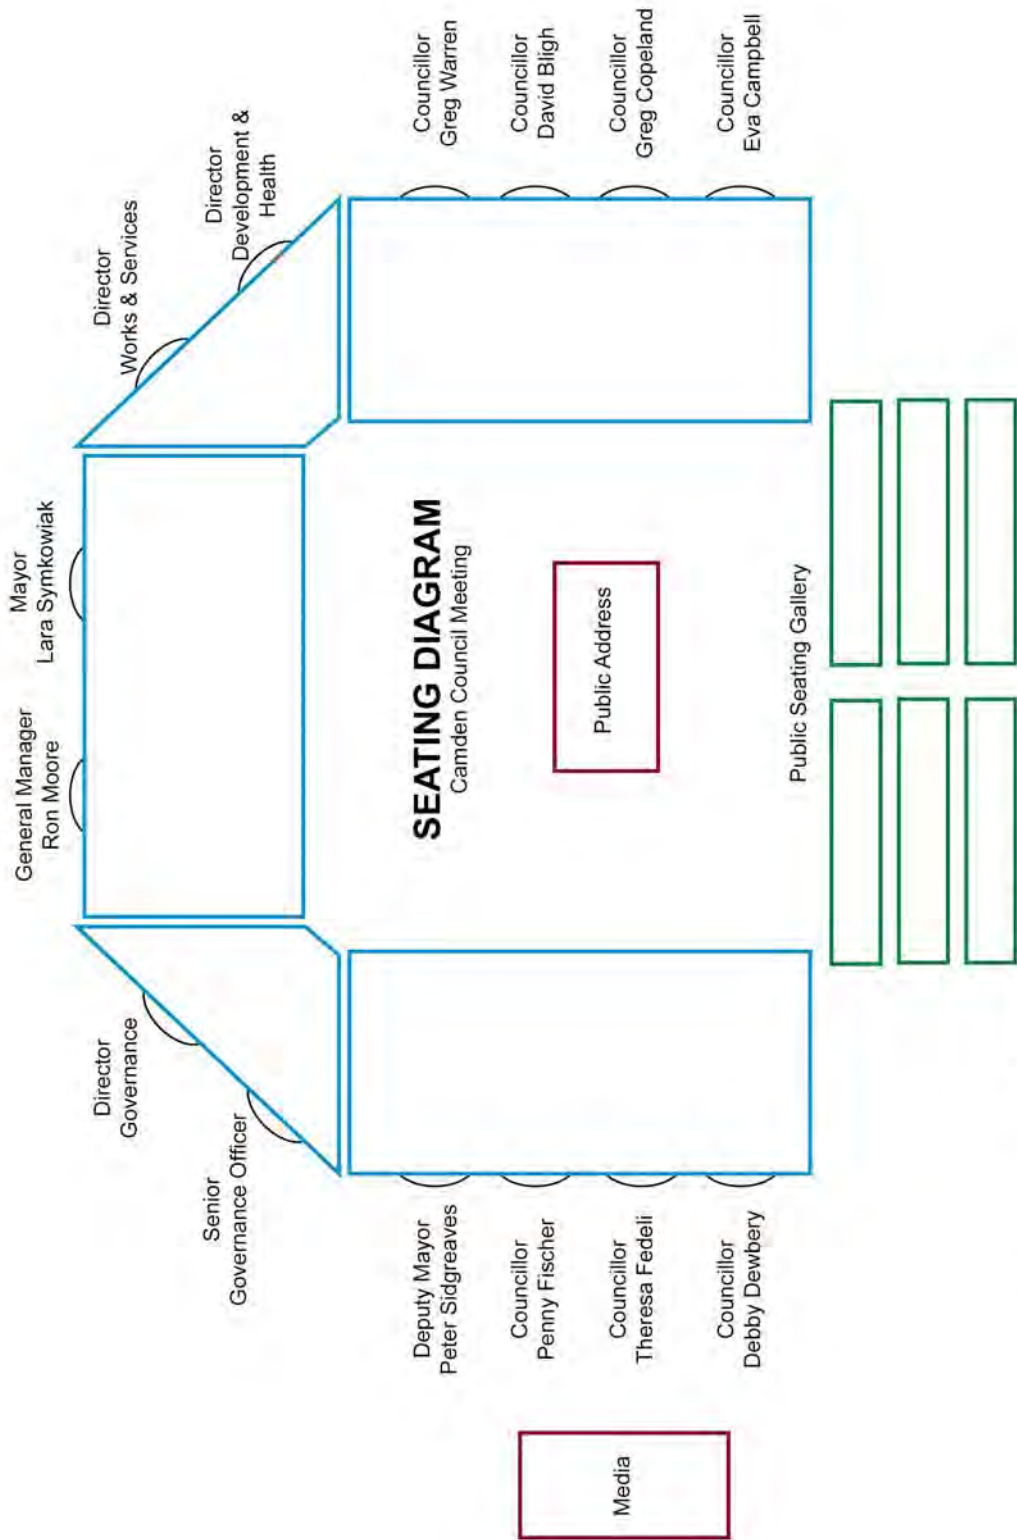 General Manager
Ron Moore
Mayor
Lara Symkowiak
Director
Governance
Director
Works & Services
Senior
Governance Officer
Director
Development &
Health
Deputy Mayor
Peter Sidgreaves
Councillor
Penny Fischer
Councillor
Theresa Fedeli
Councillor
Debby Dewbery
SEATING DIAGRAM
Camden Council Meeting
Councillor
Greg Warren
Councillor
David Bligh
Councillor
Greg Copeland
Councillor
Eva Campbell
Media
Public Address
Public Seating Gallery